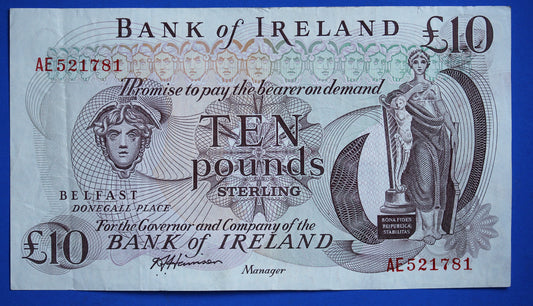 BANK of IRELAND £10
AE521781
I Promise to pay the bearer on demand
TEN
pounds
STERLING
BELFAST
DONEGALL PLACE
BONA FIDES
REIPUBLICÆ
STABILITAS
For the Governor and Company of the
£10 BANK OF IRELAND
Manager
AE521781